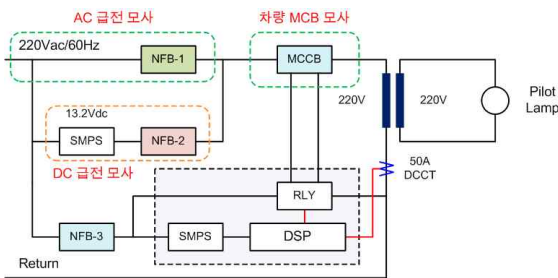 AC 급전 모사
차량 MCB 모사
220Vac/60Hz
NFB-1
MCCB
220V
220V
Pilot
Lamp
13.2Vdc
SMPS
NFB-2
DC 급전 모사
50A
DCCT
RLY
NFB-3
SMPS
DSP
Return